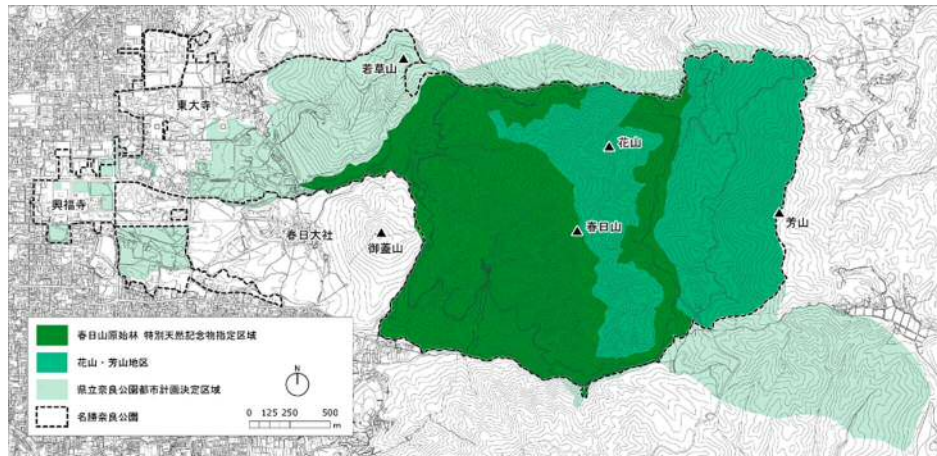 若草山
東大寺
花山
興福寺
芳山
春日大社
御蓋山
春日山
春日山原始林 特別天然記念物指定区域
花山・芳山地区
県立奈良公園都市計画決定区域
名勝奈良公園
N
0 125 250 500
m